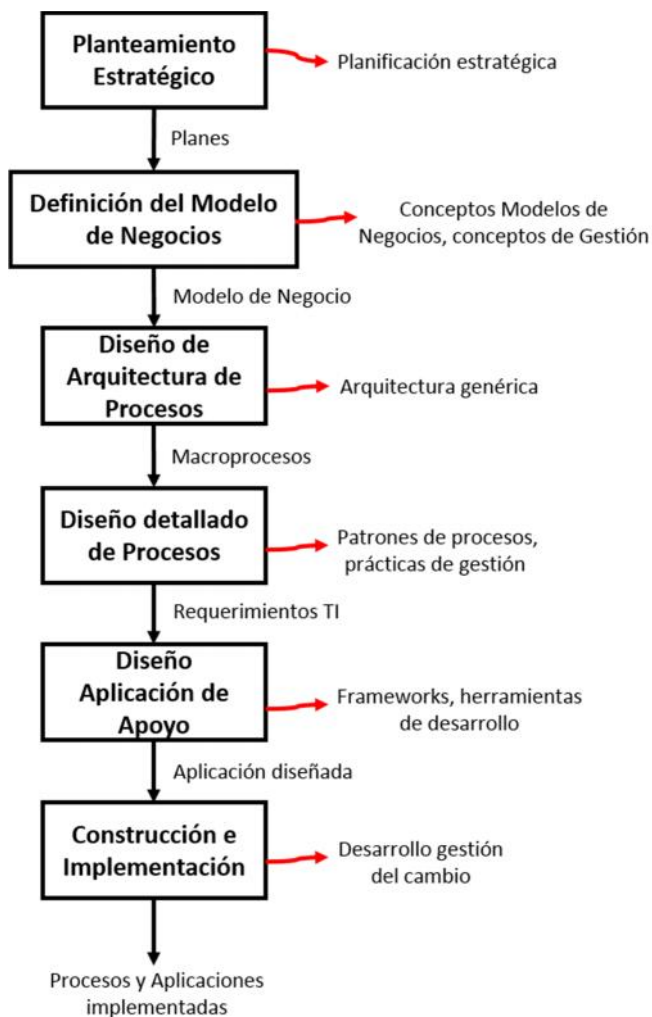 Planteamiento
Estratégico
Planificación estratégica
Planes
Definición del Modelo
de Negocios
Conceptos Modelos de
Negocios, conceptos de Gestión
Modelo de Negocio
Diseño de
Arquitectura de
Procesos
Arquitectura genérica
Macroprocesos
Diseño detallado
de Procesos
Patrones de procesos,
prácticas de gestión
Requerimientos TI
Diseño
Aplicación de
Apoyo
Frameworks, herramientas
de desarrollo
Aplicación diseñada
Construcción e
Implementación
Desarrollo gestión
del cambio
Procesos y Aplicaciones
implementadas